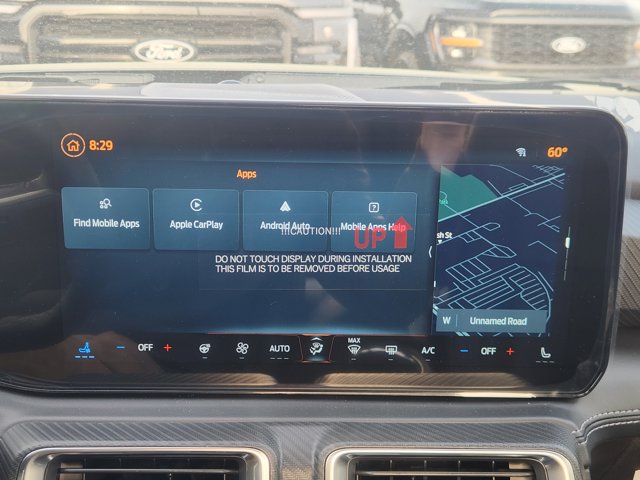 Ford
Ford
8:29
60°
Apps
Find Mobile Apps
Apple CarPlay
Android Auto
Mobile Apps Help
!!!CAUTION!!!
UP
DO NOT TOUCH DISPLAY DURING INSTALLATION
THIS FILM IS TO BE REMOVED BEFORE USAGE
sh St
W
Unnamed Road
OFF
AUTO
MAX
A/C
OFF